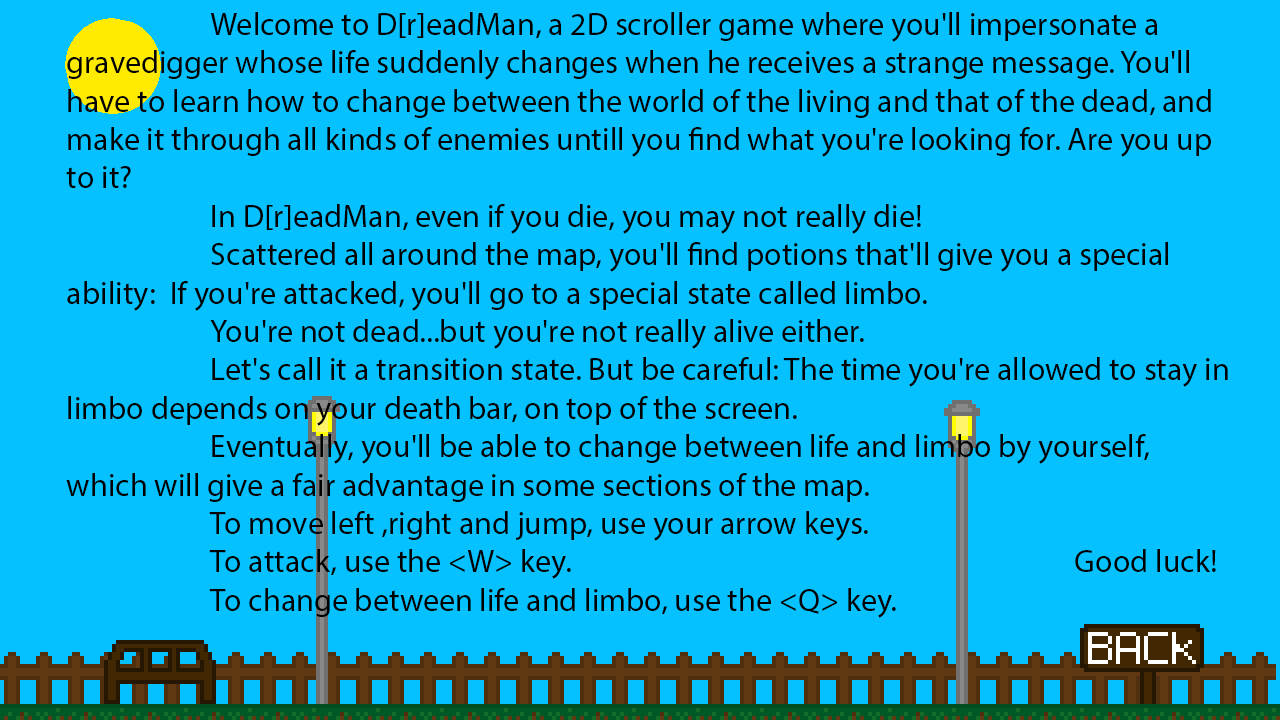 Welcome to D[r]eadMan, a 2D scroller game where you'll impersonate a
gravedigger whose life suddenly changes when he receives a strange message. You'll
have to learn how to change between the world of the living and that of the dead, and
make it through all kinds of enemies untill you find what you're looking for. Are you up
to it?
In D[r]eadMan, even if you die, you may not really die!
Scattered all around the map, you'll find potions that'll give you a special
ability:  If you're attacked, you'll go to a special state called limbo.
You're not dead...but you're not really alive either.
Let's call it a transition state. But be careful: The time you're allowed to stay in
limbo depends on your death bar, on top of the screen.
Eventually, you'll be able to change between life and limbo by yourself,
which will give a fair advantage in some sections of the map.
To move left ,right and jump, use your arrow keys.
To attack, use the <W> key.
Good luck!
To change between life and limbo, use the <Q> key.
BACK